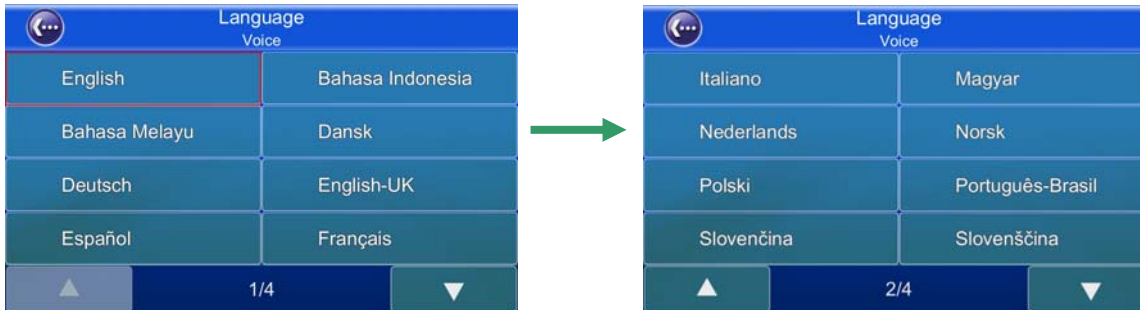 Language
Voice
English
Bahasa Indonesia
Bahasa Melayu
Dansk
Deutsch
English-UK
Español
Français
1/4
Language
Voice
Italiano
Magyar
Nederlands
Norsk
Polski
Português-Brasil
Slovenčina
Slovenščina
2/4